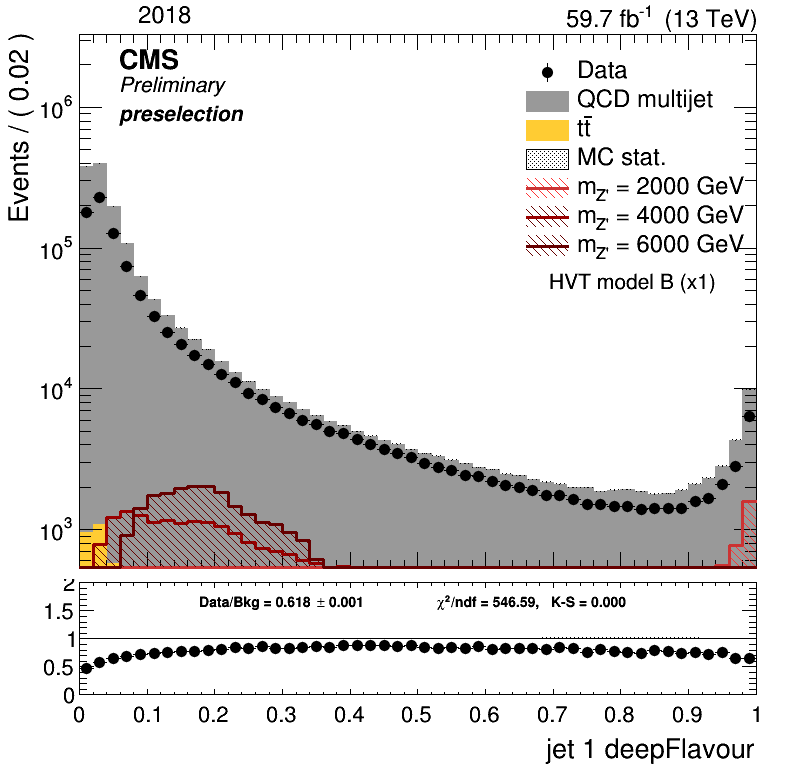 2018 59.7 fb⁻¹ (13 TeV)
CMS
Preliminary
preselection
Data
QCD multijet
tt̄
MC stat.
m_Z' = 2000 GeV
m_Z' = 4000 GeV
m_Z' = 6000 GeV
HVT model B (x1)
Events / ( 0.02 )
10⁶
10⁵
10⁴
10³
Data/Bkg = 0.618 ± 0.001 χ²/ndf = 546.59, K-S = 0.000
2
1.5
1
0.5
0
0 0.1 0.2 0.3 0.4 0.5 0.6 0.7 0.8 0.9 1
jet 1 deepFlavour